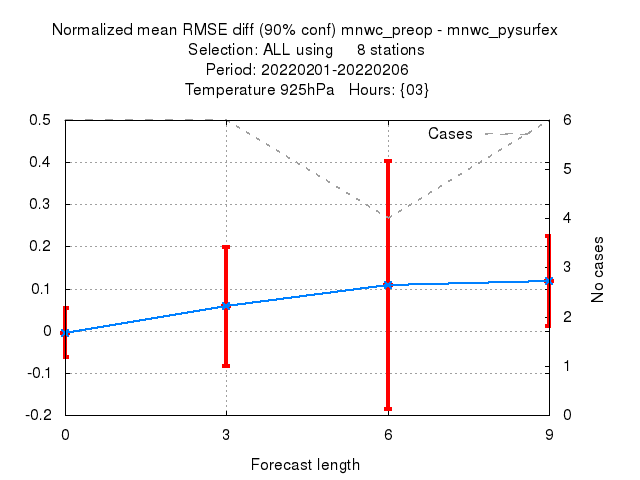 Normalized mean RMSE diff (90% conf) mnwc_preop - mnwc_pysurfex
Selection: ALL using     8 stations
Period: 20220201-20220206
Temperature 925hPa   Hours: {03}
Cases
0.5
0.4
0.3
0.2
0.1
0
-0.1
-0.2
6
5
4
3
2
1
0
No cases
0 3 6 9
Forecast length